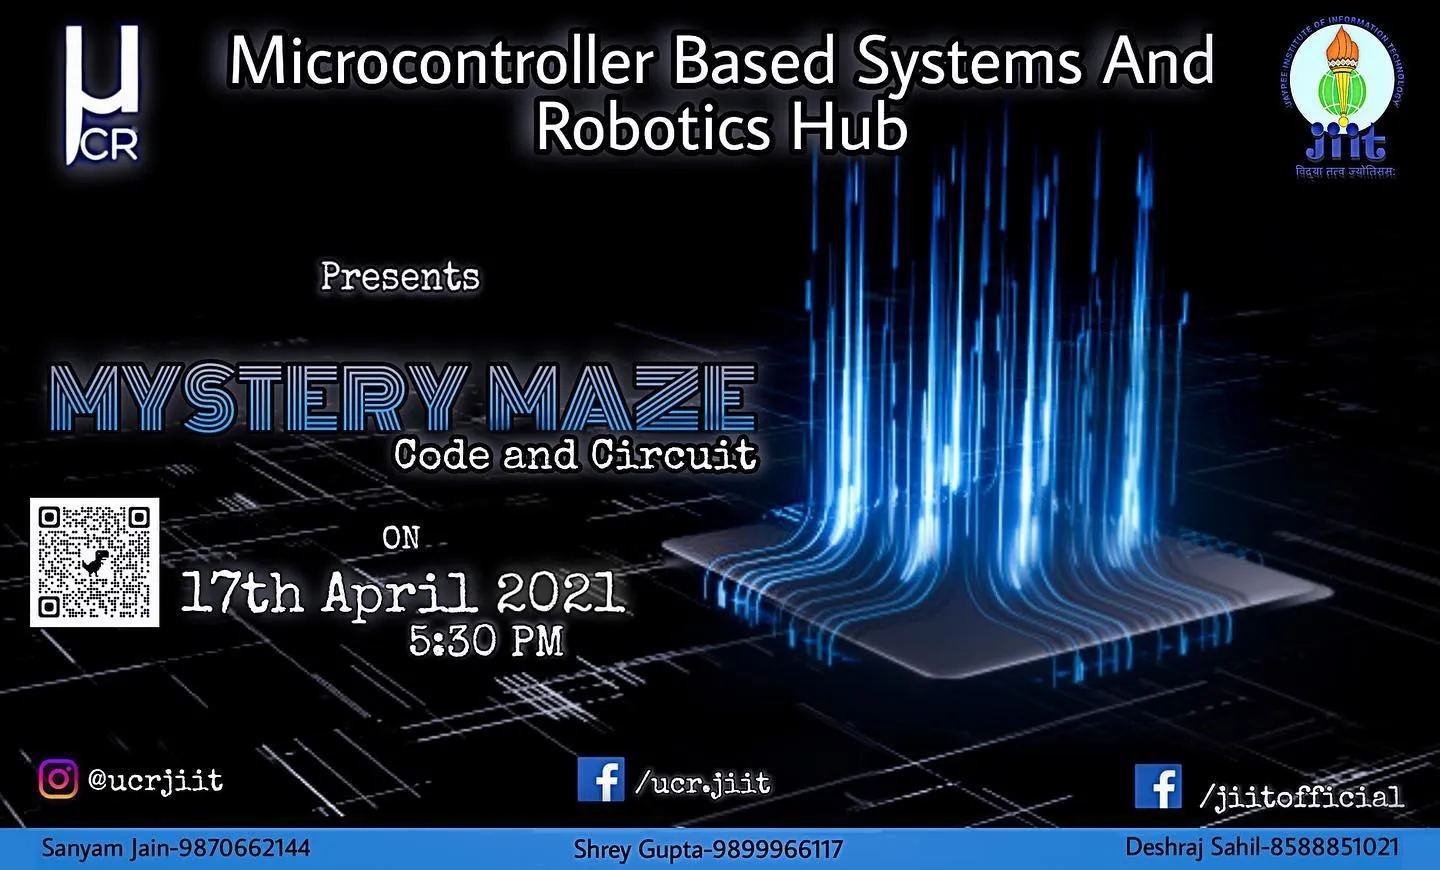 μCR
Microcontroller Based Systems And
Robotics Hub
JAYPEE INSTITUTE OF INFORMATION TECHNOLOGY
jiit
विद्या तत्व ज्योतिसमः
Presents
MYSTERY MAZE
Code and Circuit
ON
17th April 2021
5:30 PM
@ucrjiit
/ucr.jiit
/jiitofficial
Sanyam Jain-9870662144
Shrey Gupta-9899966117
Deshraj Sahil-8588851021